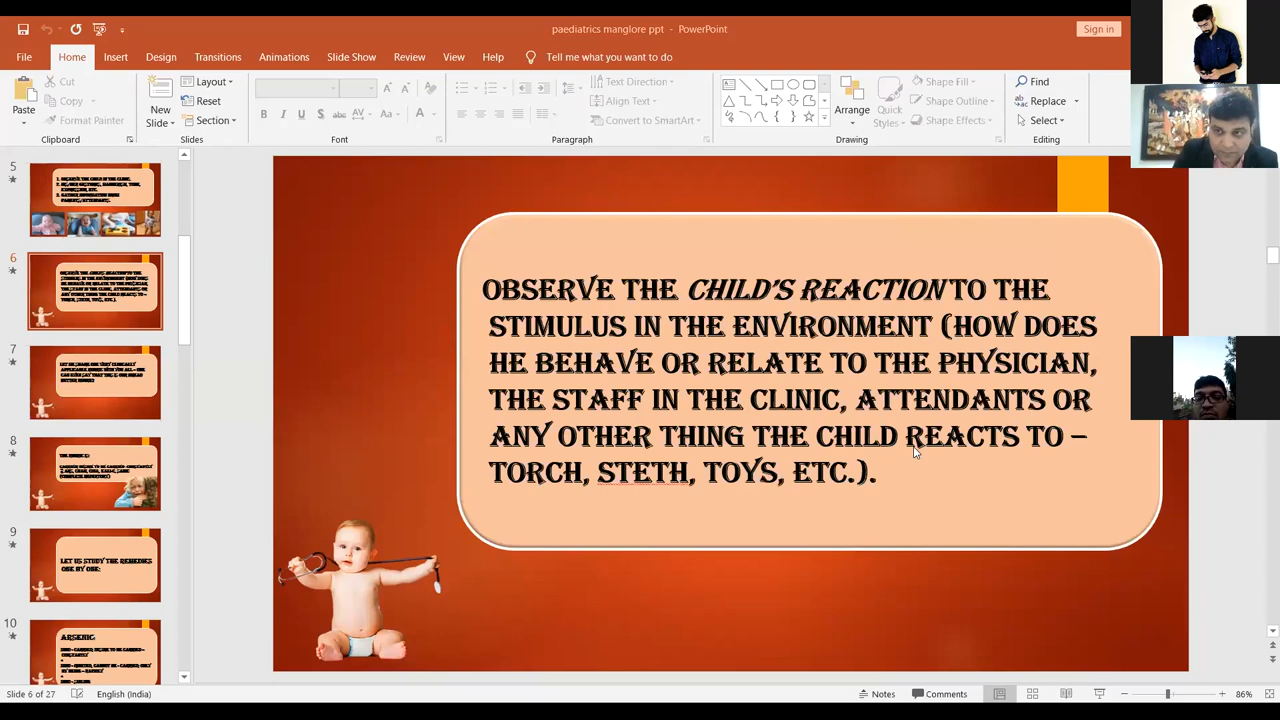 paediatrics manglore ppt - PowerPoint
Sign in
File Home Insert Design Transitions Animations Slide Show Review View Help Tell me what you want to do
Paste
Cut
Copy
Format Painter
Clipboard
New Slide
Layout
Reset
Section
Slides
Font
Text Direction
Align Text
Convert to SmartArt
Paragraph
Arrange
Quick Styles
Shape Fill
Shape Outline
Shape Effects
Drawing
Find
Replace
Select
Editing
5
6
7
8
9
LET US STUDY THE REMEDIES
ONE BY ONE:
10
ARSENIC:
OBSERVE THE CHILD'S REACTION TO THE
STIMULUS IN THE ENVIRONMENT (HOW DOES
HE BEHAVE OR RELATE TO THE PHYSICIAN,
THE STAFF IN THE CLINIC, ATTENDANTS OR
ANY OTHER THING THE CHILD REACTS TO –
TORCH, STETH, TOYS, ETC.).
Slide 6 of 27 English (India) Notes Comments 86%